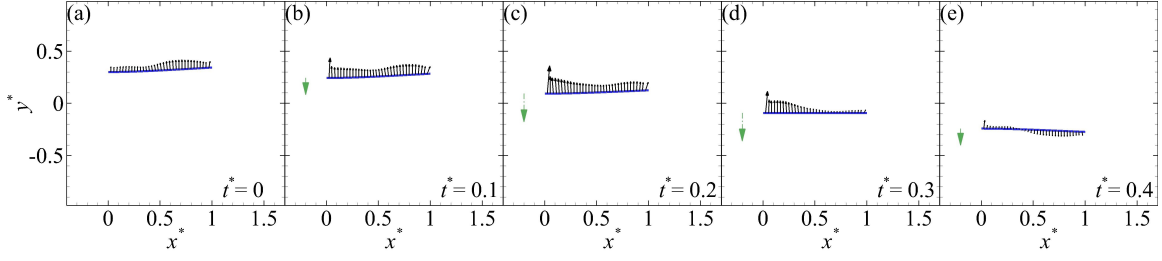 (a) (b) (c) (d) (e)
0.5
0
-0.5
y*
t* = 0 t* = 0.1 t* = 0.2 t* = 0.3 t* = 0.4
0 0.5 1 1.5 0 0.5 1 1.5 0 0.5 1 1.5 0 0.5 1 1.5 0 0.5 1 1.5
x* x* x* x* x*